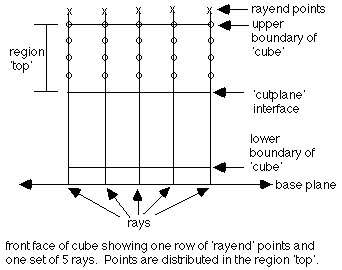 rayend points
upper
boundary of
'cube'
region
'top'
'cutplane'
interface
lower
boundary of
'cube'
base plane
rays
front face of cube showing one row of 'rayend' points and
one set of 5 rays. Points are distributed in the region 'top'.